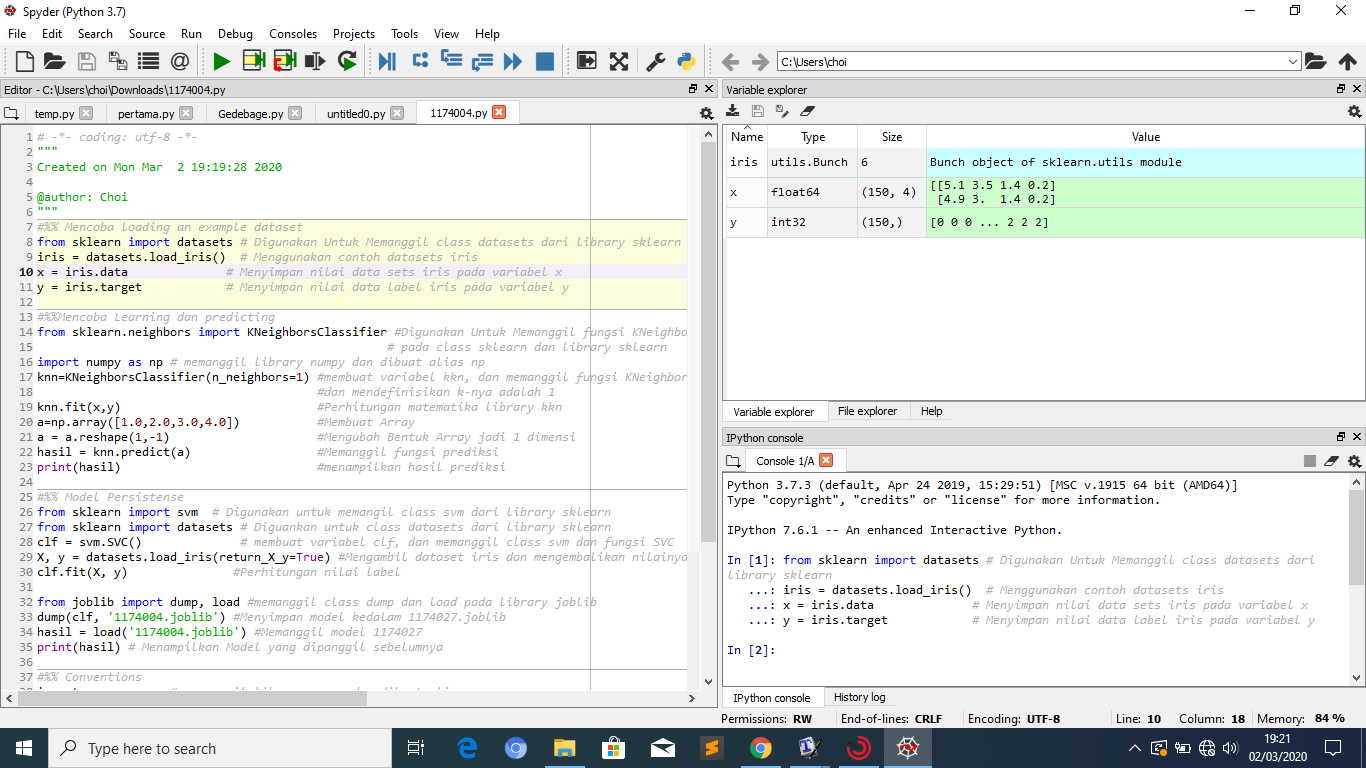 Spyder (Python 3.7)
File Edit Search Source Run Debug Consoles Projects Tools View Help
C:\Users\choi
Editor - C:\Users\choi\Downloads\1174004.py
temp.py pertama.py Gedebage.py untitled0.py 1174004.py
1 # -*- coding: utf-8 -*-
2 """
3 Created on Mon Mar  2 19:19:28 2020
4
5 @author: Choi
6 """
7 #%% Mencoba Loading an example dataset
8 from sklearn import datasets # Digunakan Untuk Memanggil class datasets dari library sklearn
9 iris = datasets.load_iris()  # Menggunakan contoh datasets iris
10 x = iris.data              # Menyimpan nilai data sets iris pada variabel x
11 y = iris.target            # Menyimpan nilai data label iris pada variabel y
12
13 #%%Mencoba Learning dan predicting
14 from sklearn.neighbors import KNeighborsClassifier #Digunakan Untuk Memanggil fungsi KNeighbo
15 # pada class sklearn dan library sklearn
16 import numpy as np # memanggil library numpy dan dibuat alias np
17 knn=KNeighborsClassifier(n_neighbors=1) #membuat variabel kkn, dan memanggil fungsi KNeighbor
18 #dan mendefinisikan k-nya adalah 1
19 knn.fit(x,y)                            #Perhitungan matematika library kkn
20 a=np.array([1.0,2.0,3.0,4.0])           #Membuat Array
21 a = a.reshape(1,-1)                     #Mengubah Bentuk Array jadi 1 dimensi
22 hasil = knn.predict(a)                  #Memanggil fungsi prediksi
23 print(hasil)                            #menampilkan hasil prediksi
24
25 #%% Model Persistense
26 from sklearn import svm  # Digunakan untuk memangil class svm dari library sklearn
27 from sklearn import datasets # Diguankan untuk class datasets dari library sklearn
28 clf = svm.SVC()              # membuat variabel clf, dan memanggil class svm dan fungsi SVC
29 X, y = datasets.load_iris(return_X_y=True) #Mengambil dataset iris dan mengembalikan nilainya
30 clf.fit(X, y)               #Perhitungan nilai label
31
32 from joblib import dump, load #memanggil class dump dan load pada library joblib
33 dump(clf, '1174004.joblib') #Menyimpan model kedalam 1174027.joblib
34 hasil = load('1174004.joblib') #Memanggil model 1174027
35 print(hasil) # Menampilkan Model yang dipanggil sebelumnya
36
37 #%% Conventions
Variable explorer
Name Type Size Value
iris utils.Bunch 6 Bunch object of sklearn.utils module
x float64 (150, 4) [[5.1 3.5 1.4 0.2]
[4.9 3.  1.4 0.2]
y int32 (150,) [0 0 0 ... 2 2 2]
Variable explorer File explorer Help
IPython console
Console 1/A
Python 3.7.3 (default, Apr 24 2019, 15:29:51) [MSC v.1915 64 bit (AMD64)]
Type "copyright", "credits" or "license" for more information.
IPython 7.6.1 -- An enhanced Interactive Python.
In [1]: from sklearn import datasets # Digunakan Untuk Memanggil class datasets dari
library sklearn
...: iris = datasets.load_iris()  # Menggunakan contoh datasets iris
...: x = iris.data              # Menyimpan nilai data sets iris pada variabel x
...: y = iris.target            # Menyimpan nilai data label iris pada variabel y
In [2]:
IPython console History log
Permissions: RW End-of-lines: CRLF Encoding: UTF-8 Line: 10 Column: 18 Memory: 84 %
Type here to search
19:21
02/03/2020